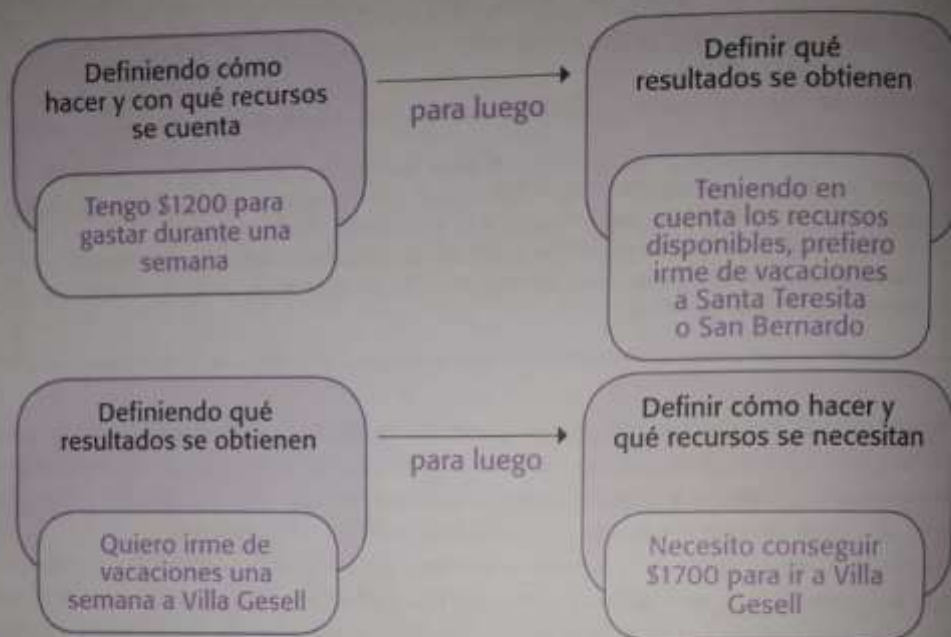 Definiendo cómo
hacer y con qué recursos
se cuenta
Tengo $1200 para
gastar durante una
semana
para luego
Definir qué
resultados se obtienen
Teniendo en
cuenta los recursos
disponibles, prefiero
irme de vacaciones
a Santa Teresita
o San Bernardo
Definiendo qué
resultados se obtienen
Quiero irme de
vacaciones una
semana a Villa Gesell
para luego
Definir cómo hacer y
qué recursos se necesitan
Necesito conseguir
$1700 para ir a Villa
Gesell